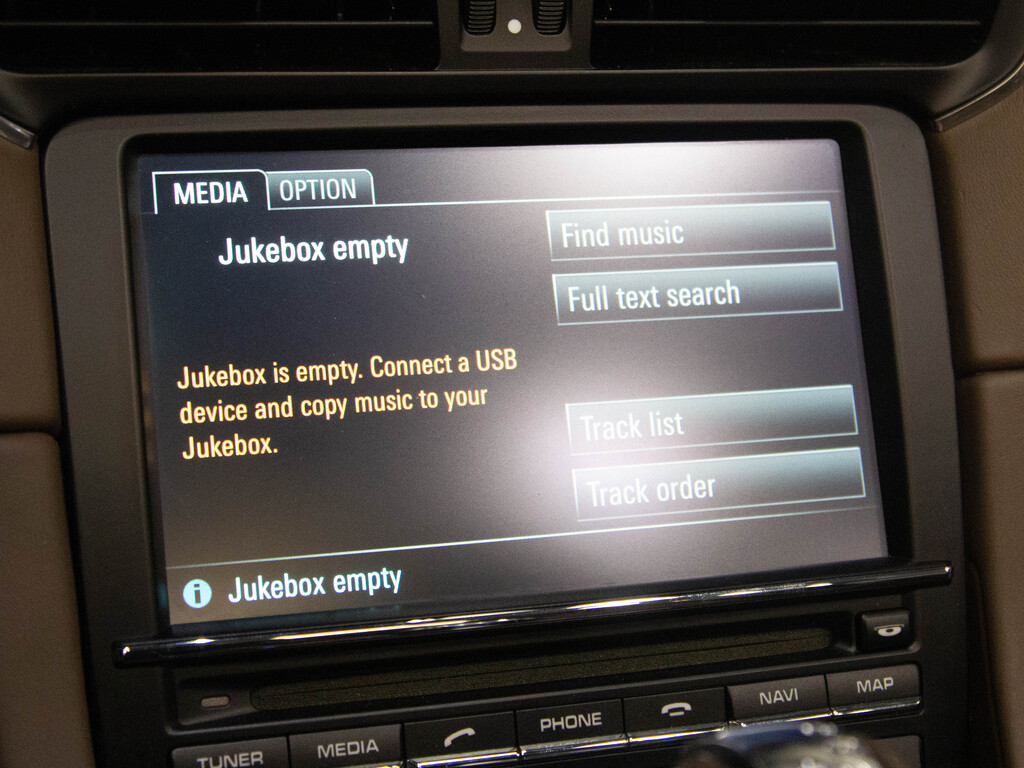 MEDIA OPTION
Jukebox empty
Find music
Full text search
Jukebox is empty. Connect a USB
device and copy music to your
Jukebox.
Track list
Track order
i Jukebox empty
TUNER MEDIA PHONE NAVI MAP